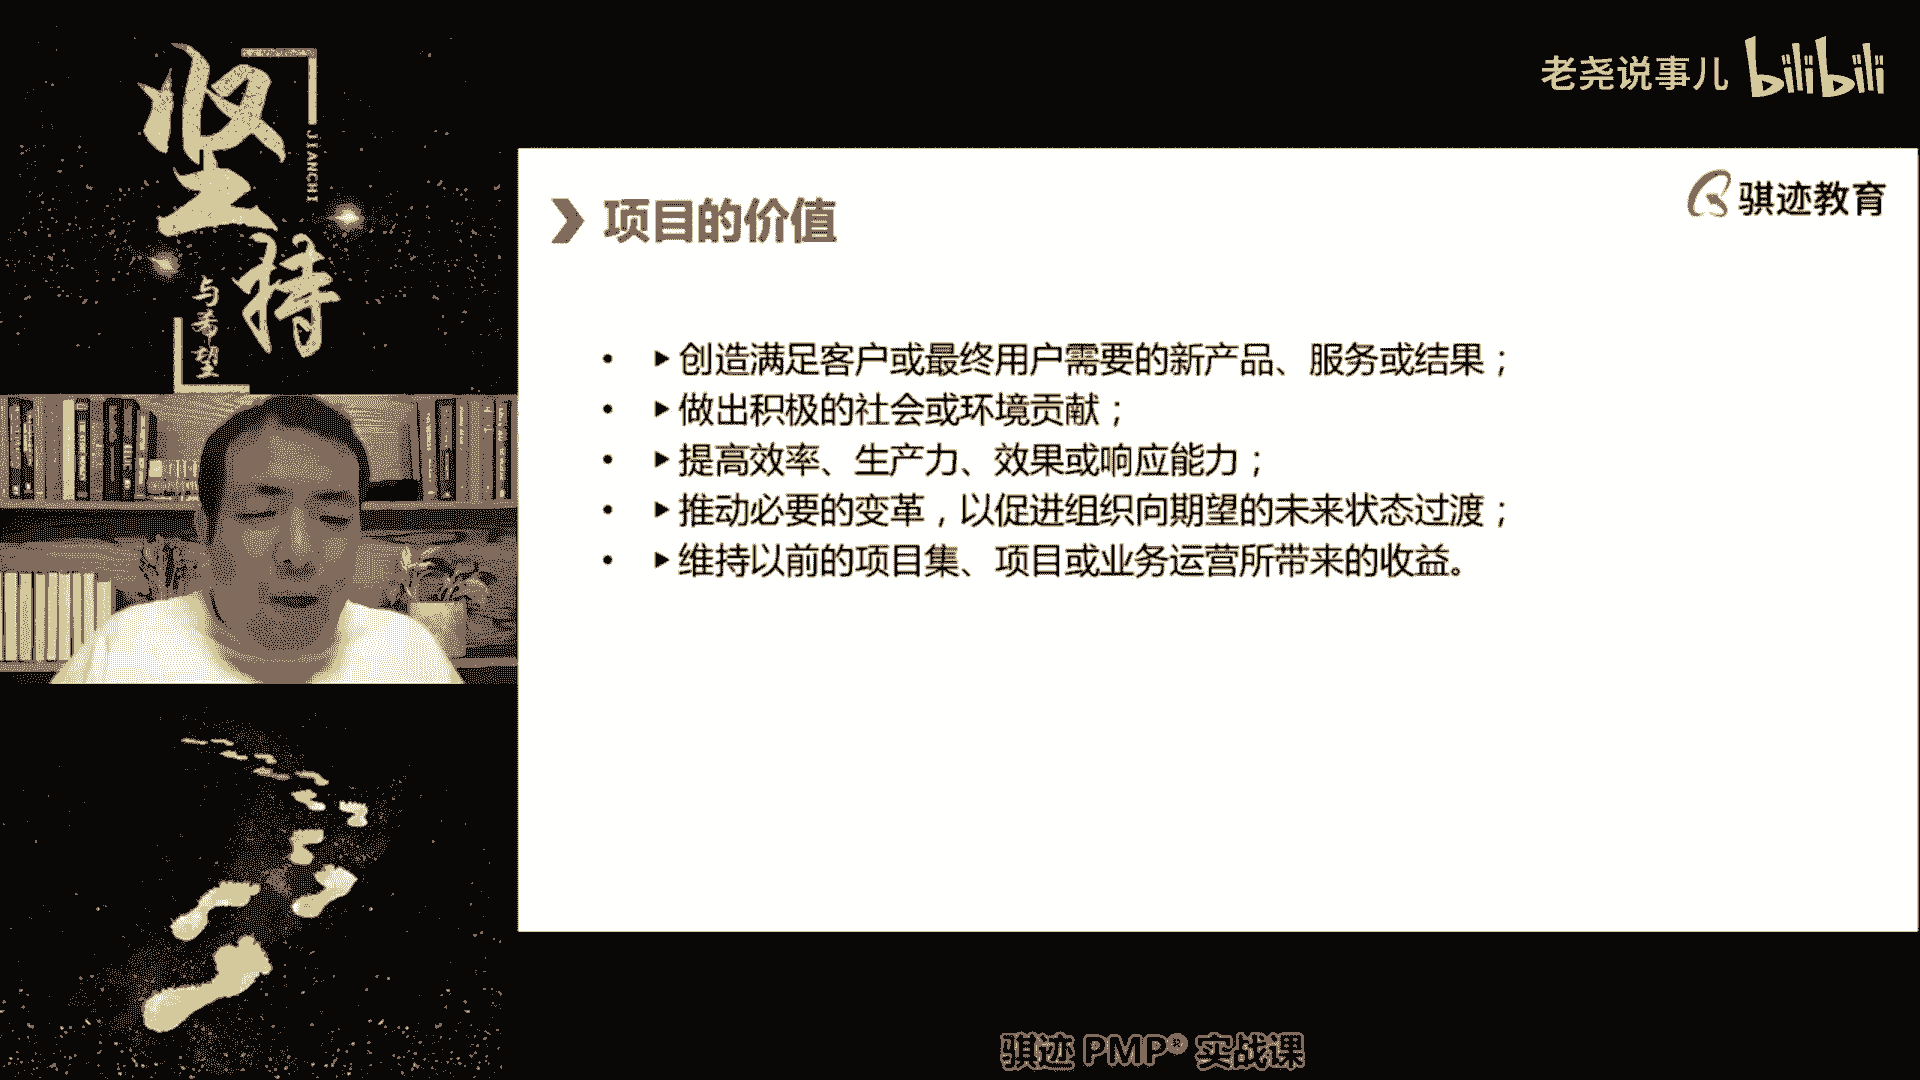 坚持
JIANCHI
与希望
老尧说事儿 bilibili
骐迹教育
项目的价值
• ▶创造满足客户或最终用户需要的新产品、服务或结果；
• ▶做出积极的社会或环境贡献；
• ▶提高效率、生产力、效果或响应能力；
• ▶推动必要的变革，以促进组织向期望的未来状态过渡；
• ▶维持以前的项目集、项目或业务运营所带来的收益。
骐迹 PMP® 实战课